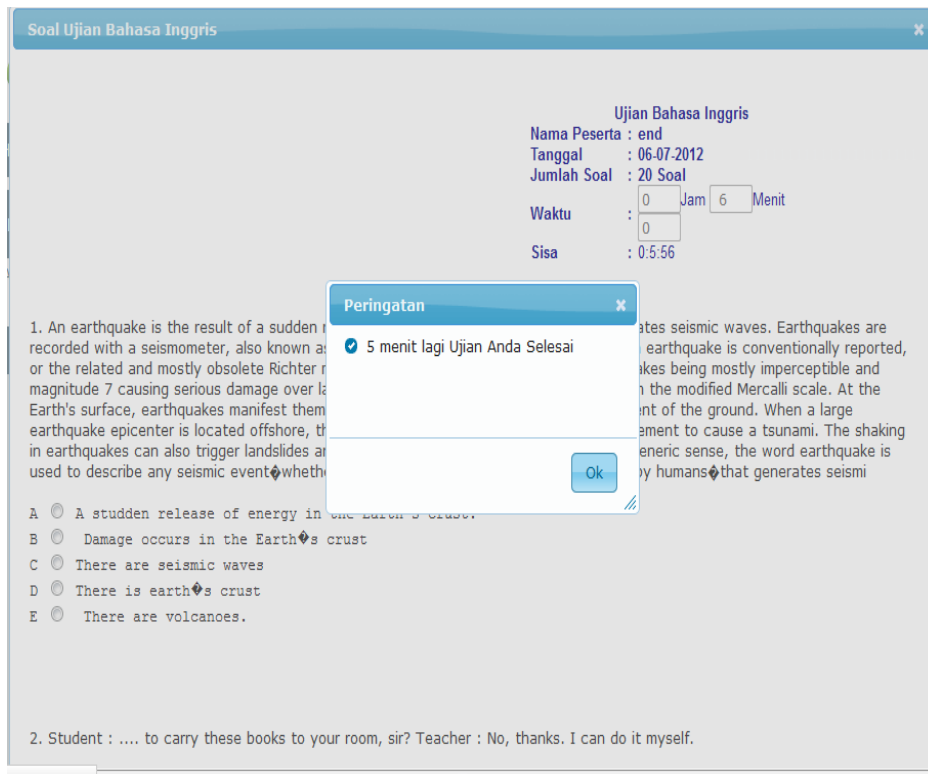 Soal Ujian Bahasa Inggris
Ujian Bahasa Inggris
Nama Peserta : end
Tanggal : 06-07-2012
Jumlah Soal : 20 Soal
Waktu : 0 Jam 6 Menit
0
Sisa : 0:5:56
Peringatan
5 menit lagi Ujian Anda Selesai
Ok
1. An earthquake is the result of a sudden ates seismic waves. Earthquakes are
recorded with a seismometer, also known as earthquake is conventionally reported,
or the related and mostly obsolete Richter akes being mostly imperceptible and
magnitude 7 causing serious damage over la the modified Mercalli scale. At the
Earth's surface, earthquakes manifest them ent of the ground. When a large
earthquake epicenter is located offshore, th ement to cause a tsunami. The shaking
in earthquakes can also trigger landslides an eneric sense, the word earthquake is
used to describe any seismic event�whethe by humans�that generates seismi
A A studden release of energy in the Earth's crust.
B Damage occurs in the Earth�s crust
C There are seismic waves
D There is earth�s crust
E There are volcanoes.
2. Student : .... to carry these books to your room, sir? Teacher : No, thanks. I can do it myself.